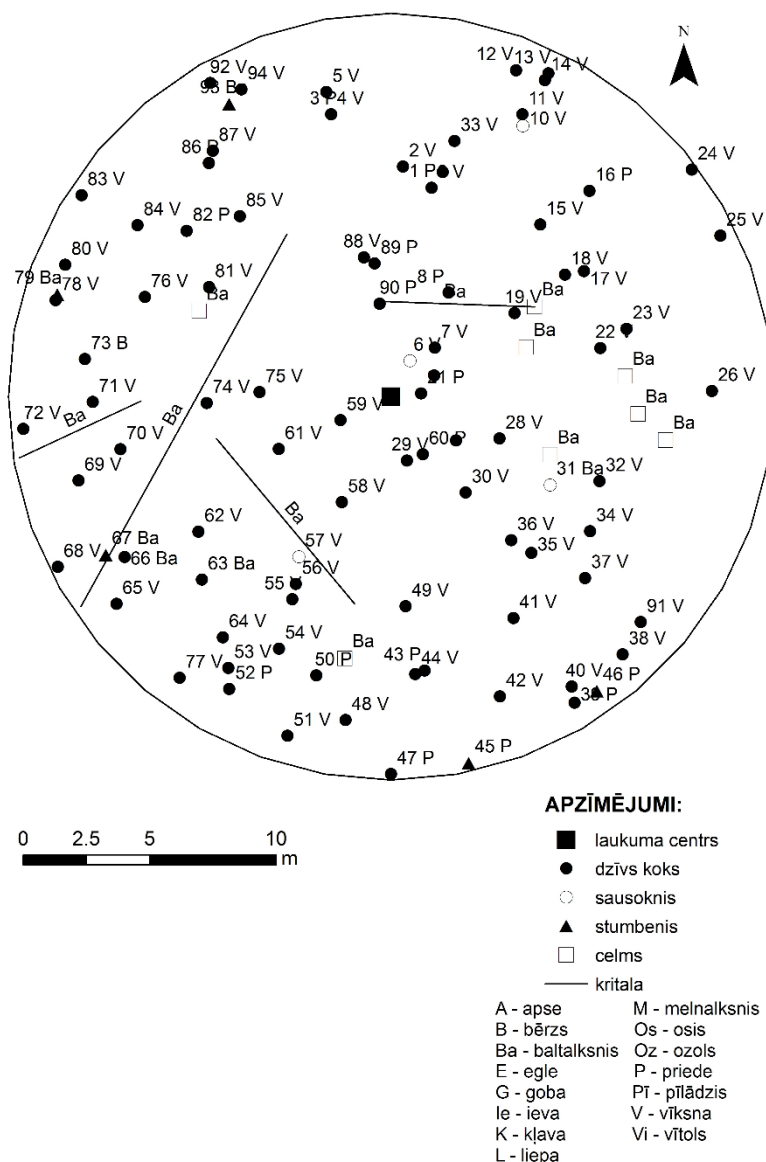 N
12 V
13 V
14 V
92 V
94 V
5 V
93 B
3 P
4 V
11 V
10 V
33 V
87 V
86 P
2 V
1 P
V
24 V
16 P
83 V
85 V
84 V
82 P
15 V
25 V
88 V
89 P
80 V
79 Ba
78 V
76 V
81 V
Ba
90 P
8 P
Ba
18 V
17 V
Ba
19 V
23 V
22
73 B
6 V
7 V
Ba
Ba
21 P
26 V
Ba
Ba
72 V
71 V
Ba
74 V
Ba
75 V
59 V
70 V
61 V
29 V
60 P
28 V
Ba
69 V
31 Ba
32 V
30 V
58 V
Ba
62 V
36 V
34 V
35 V
67 Ba
66 Ba
68 V
57 V
56 V
63 Ba
37 V
65 V
55 V
49 V
41 V
91 V
64 V
54 V
53 V
Ba
38 V
77 V
52 P
50 P
43 P
44 V
40 V
46 P
42 V
39 P
51 V
48 V
47 P
45 P
APZĪMĒJUMI:
laukuma centrs
dzīvs koks
sausoknis
stumbenis
celms
kritala
0 2.5 5 10
m
A - apse M - melnalksnis
B - bērzs Os - osis
Ba - baltalksnis Oz - ozols
E - egle P - priede
G - goba Pī - pīlādzis
Ie - ieva V - vīksna
K - kļava Vi - vītols
L - liepa